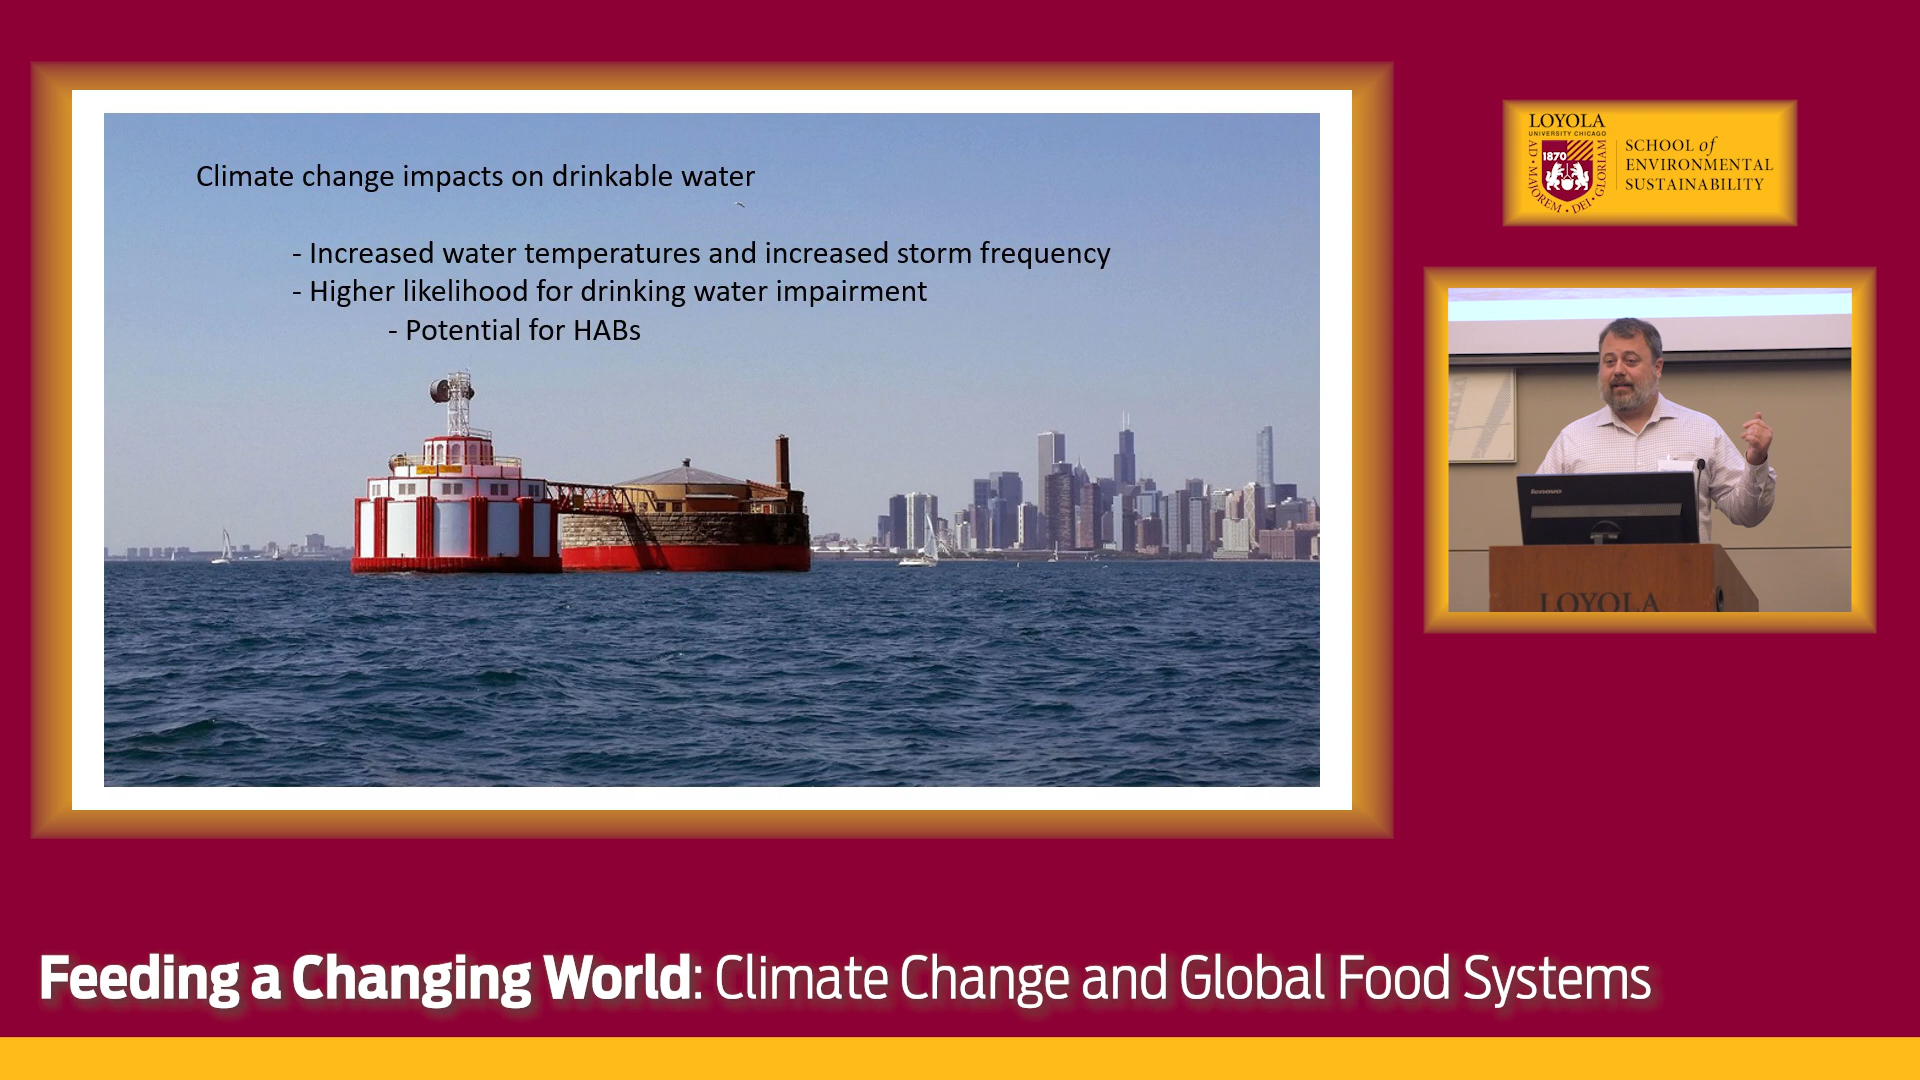 Climate change impacts on drinkable water
- Increased water temperatures and increased storm frequency
- Higher likelihood for drinking water impairment
- Potential for HABs
LOYOLA
UNIVERSITY CHICAGO
1870
AD • MAJOREM • DEI • GLORIAM
SCHOOL of
ENVIRONMENTAL
SUSTAINABILITY
lenovo
LOYOLA
Feeding a Changing World: Climate Change and Global Food Systems